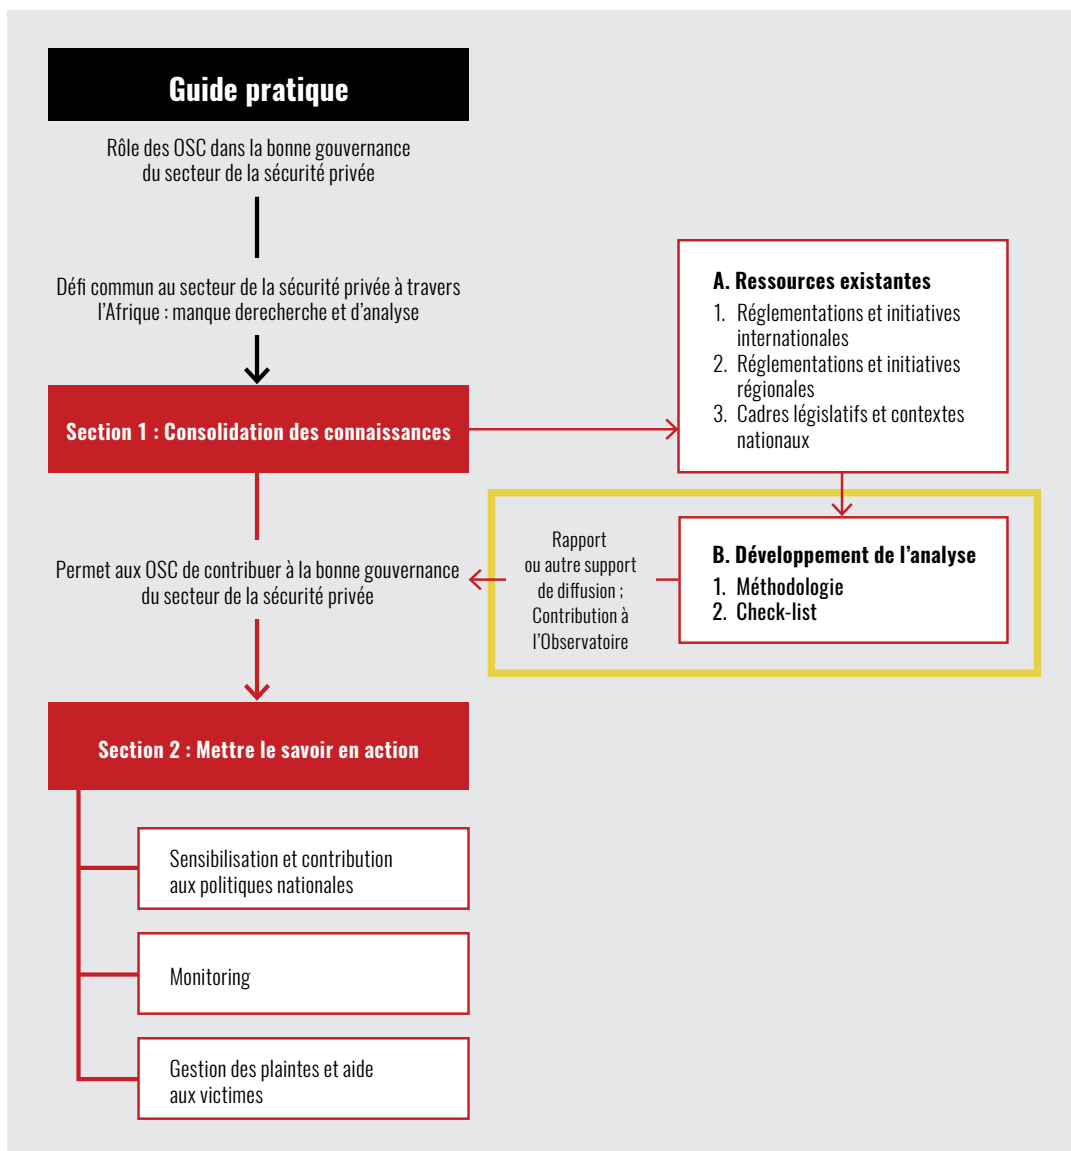 Guide pratique
Rôle des OSC dans la bonne gouvernance
du secteur de la sécurité privée
Défi commun au secteur de la sécurité privée à travers
l'Afrique : manque derecherche et d'analyse
Section 1 : Consolidation des connaissances
A. Ressources existantes
1. Réglementations et initiatives
internationales
2. Réglementations et initiatives
régionales
3. Cadres législatifs et contextes
nationaux
B. Développement de l'analyse
1. Méthodologie
2. Check-list
Rapport
ou autre support
de diffusion ;
Contribution à
l'Observatoire
Permet aux OSC de contribuer à la bonne gouvernance
du secteur de la sécurité privée
Section 2 : Mettre le savoir en action
Sensibilisation et contribution
aux politiques nationales
Monitoring
Gestion des plaintes et aide
aux victimes